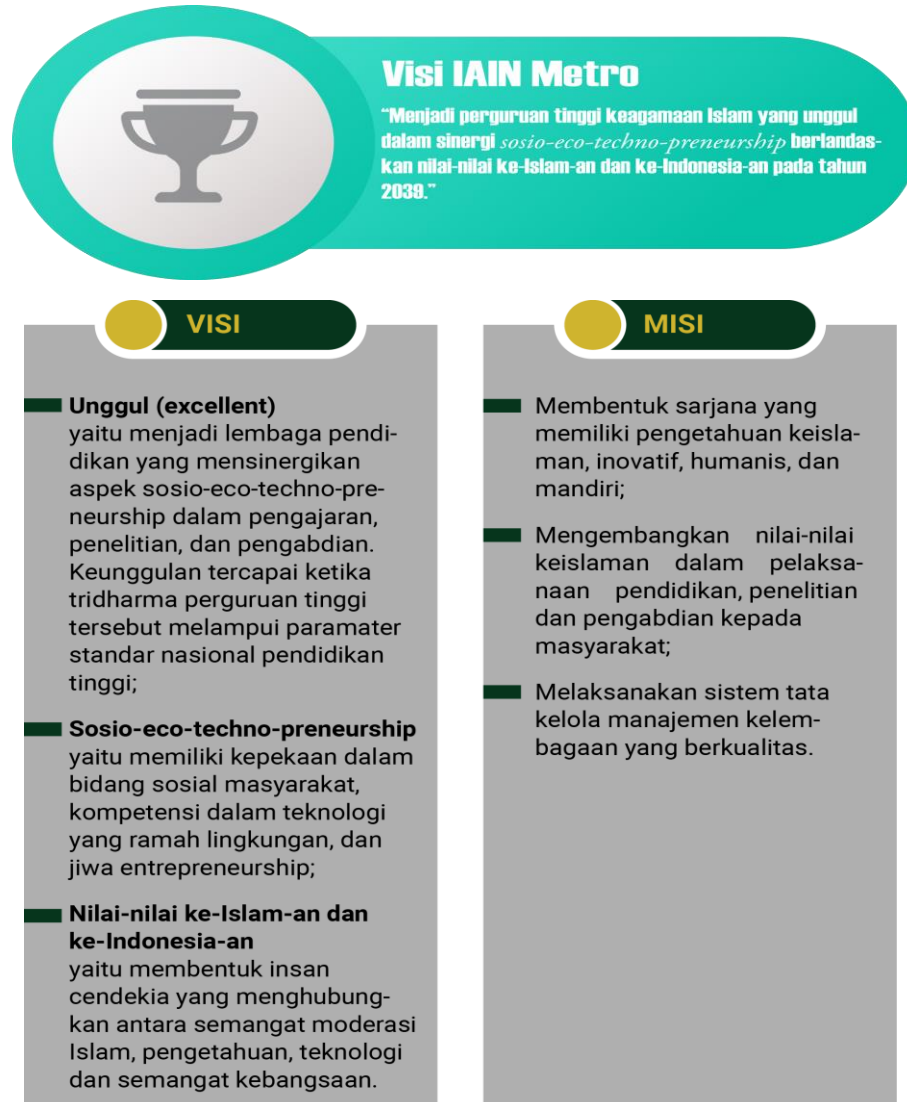 Visi IAIN Metro
“Menjadi perguruan tinggi keagamaan Islam yang unggul
dalam sinergi sosio-eco-techno-preneurship berlandas-
kan nilai-nilai ke-Islam-an dan ke-Indonesia-an pada tahun
2039.”
VISI
Unggul (excellent)
yaitu menjadi lembaga pendi-
dikan yang mensinergikan
aspek sosio-eco-techno-pre-
neurship dalam pengajaran,
penelitian, dan pengabdian.
Keunggulan tercapai ketika
tridharma perguruan tinggi
tersebut melampui paramater
standar nasional pendidikan
tinggi;
Sosio-eco-techno-preneurship
yaitu memiliki kepekaan dalam
bidang sosial masyarakat,
kompetensi dalam teknologi
yang ramah lingkungan, dan
jiwa entrepreneurship;
Nilai-nilai ke-Islam-an dan
ke-Indonesia-an
yaitu membentuk insan
cendekia yang menghubung-
kan antara semangat moderasi
Islam, pengetahuan, teknologi
dan semangat kebangsaan.
MISI
Membentuk sarjana yang
memiliki pengetahuan keisla-
man, inovatif, humanis, dan
mandiri;
Mengembangkan nilai-nilai
keislaman dalam pelaksa-
naan pendidikan, penelitian
dan pengabdian kepada
masyarakat;
Melaksanakan sistem tata
kelola manajemen kelem-
bagaan yang berkualitas.